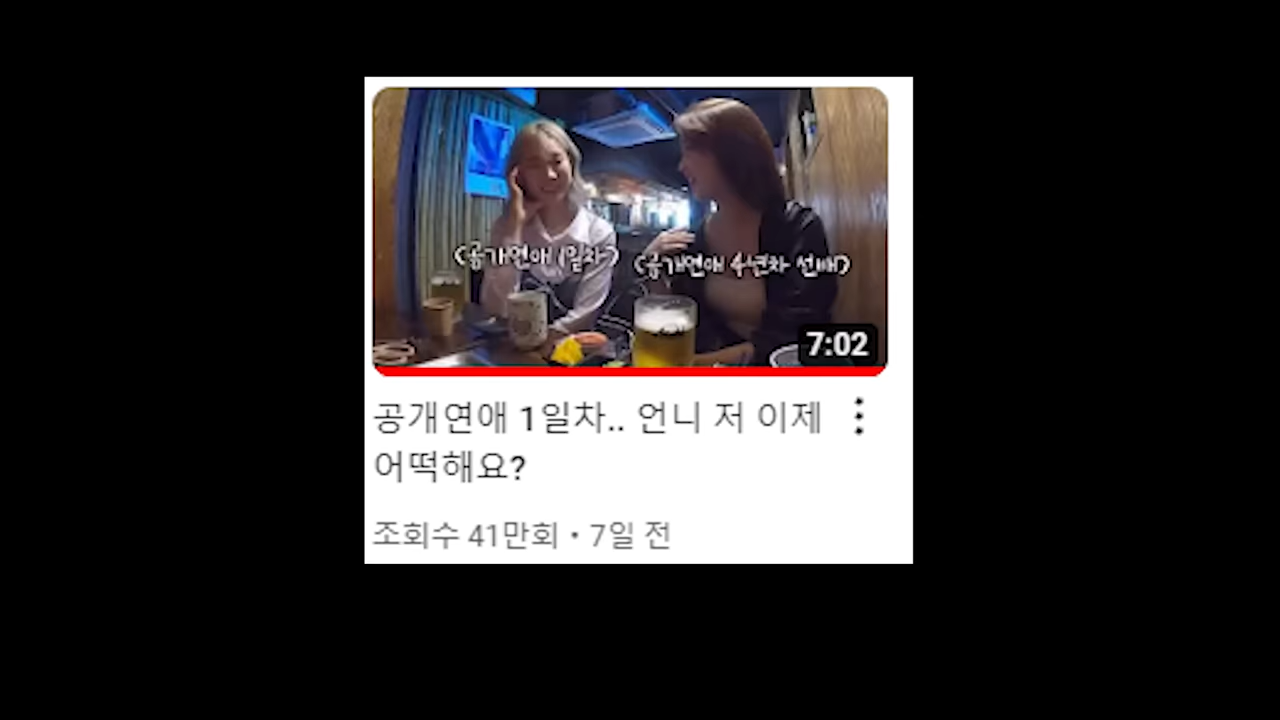 <공개연애 1일차>
<공개연애 4년차 선배>
7:02
공개연애 1일차.. 언니 저 이제
어떡해요?
조회수 41만회 • 7일 전